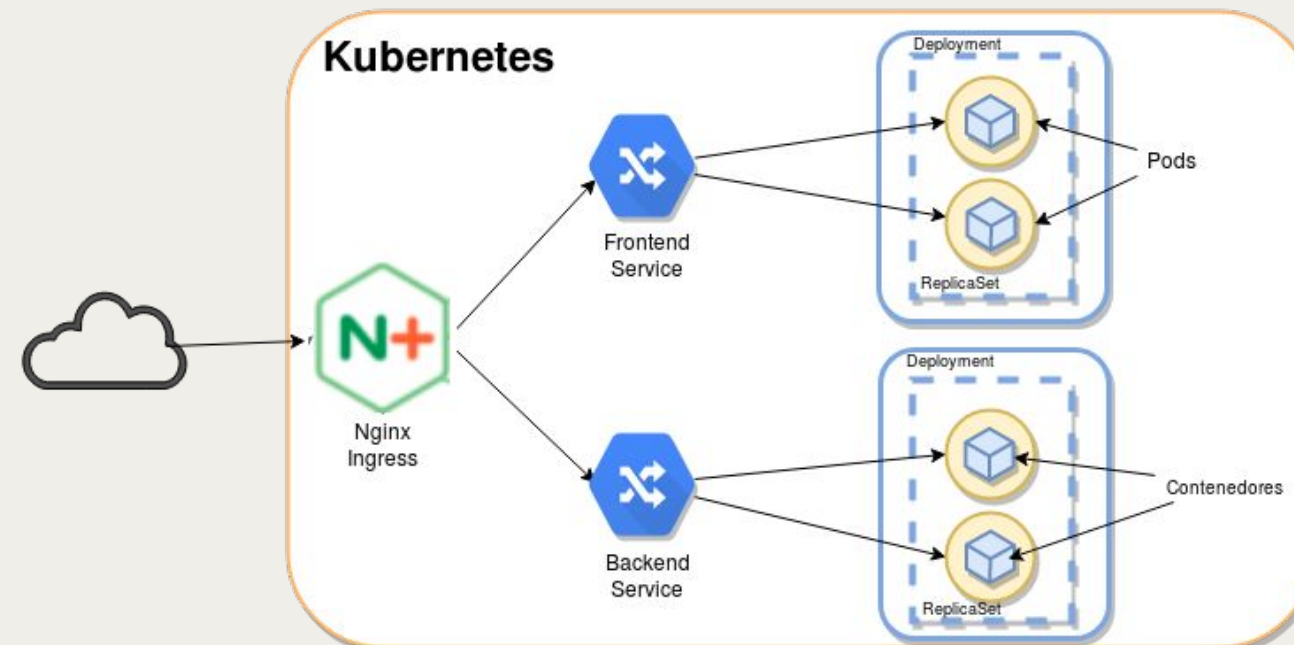 Kubernetes
Deployment
Pods
ReplicaSet
Frontend
Service
N+
Nginx
Ingress
Deployment
Contenedores
ReplicaSet
Backend
Service